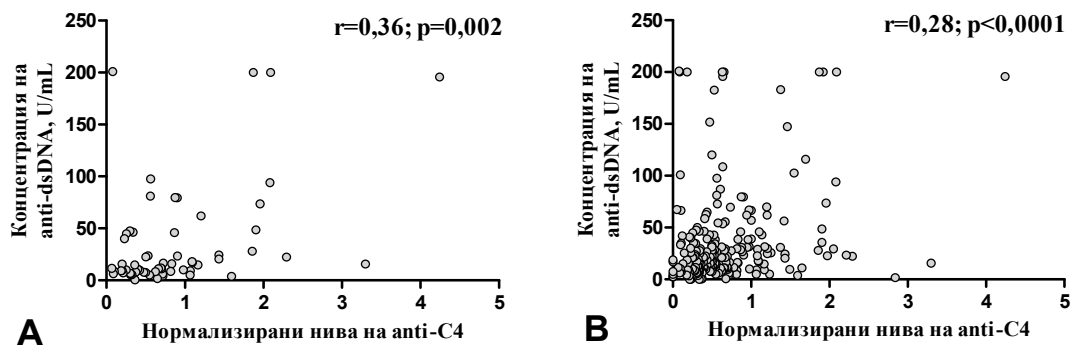 r=0,36; p=0,002
Концентрация на
anti-dsDNA, U/mL
250
200
150
100
50
0
0 1 2 3 4 5
Нормализирани нива на anti-C4
A
r=0,28; p<0,0001
Концентрация на
anti-dsDNA, U/mL
250
200
150
100
50
0
0 1 2 3 4 5
Нормализирани нива на anti-C4
B